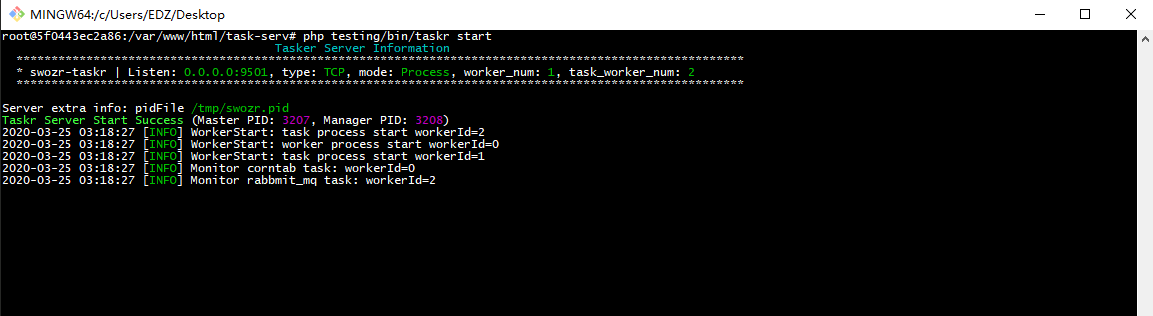 MINGW64:/c/Users/EDZ/Desktop
root@5f0443ec2a86:/var/www/html/task-serv# php testing/bin/taskr start
Tasker Server Information
*********************************************************************************************************
* swozr-taskr | Listen: 0.0.0.0:9501, type: TCP, mode: Process, worker_num: 1, task_worker_num: 2
*********************************************************************************************************
Server extra info: pidFile /tmp/swozr.pid
Taskr Server Start Success (Master PID: 3207, Manager PID: 3208)
2020-03-25 03:18:27 [INFO] WorkerStart: task process start workerId=2
2020-03-25 03:18:27 [INFO] WorkerStart: worker process start workerId=0
2020-03-25 03:18:27 [INFO] WorkerStart: task process start workerId=1
2020-03-25 03:18:27 [INFO] Monitor corntab task: workerId=0
2020-03-25 03:18:27 [INFO] Monitor rabbmit_mq task: workerId=2